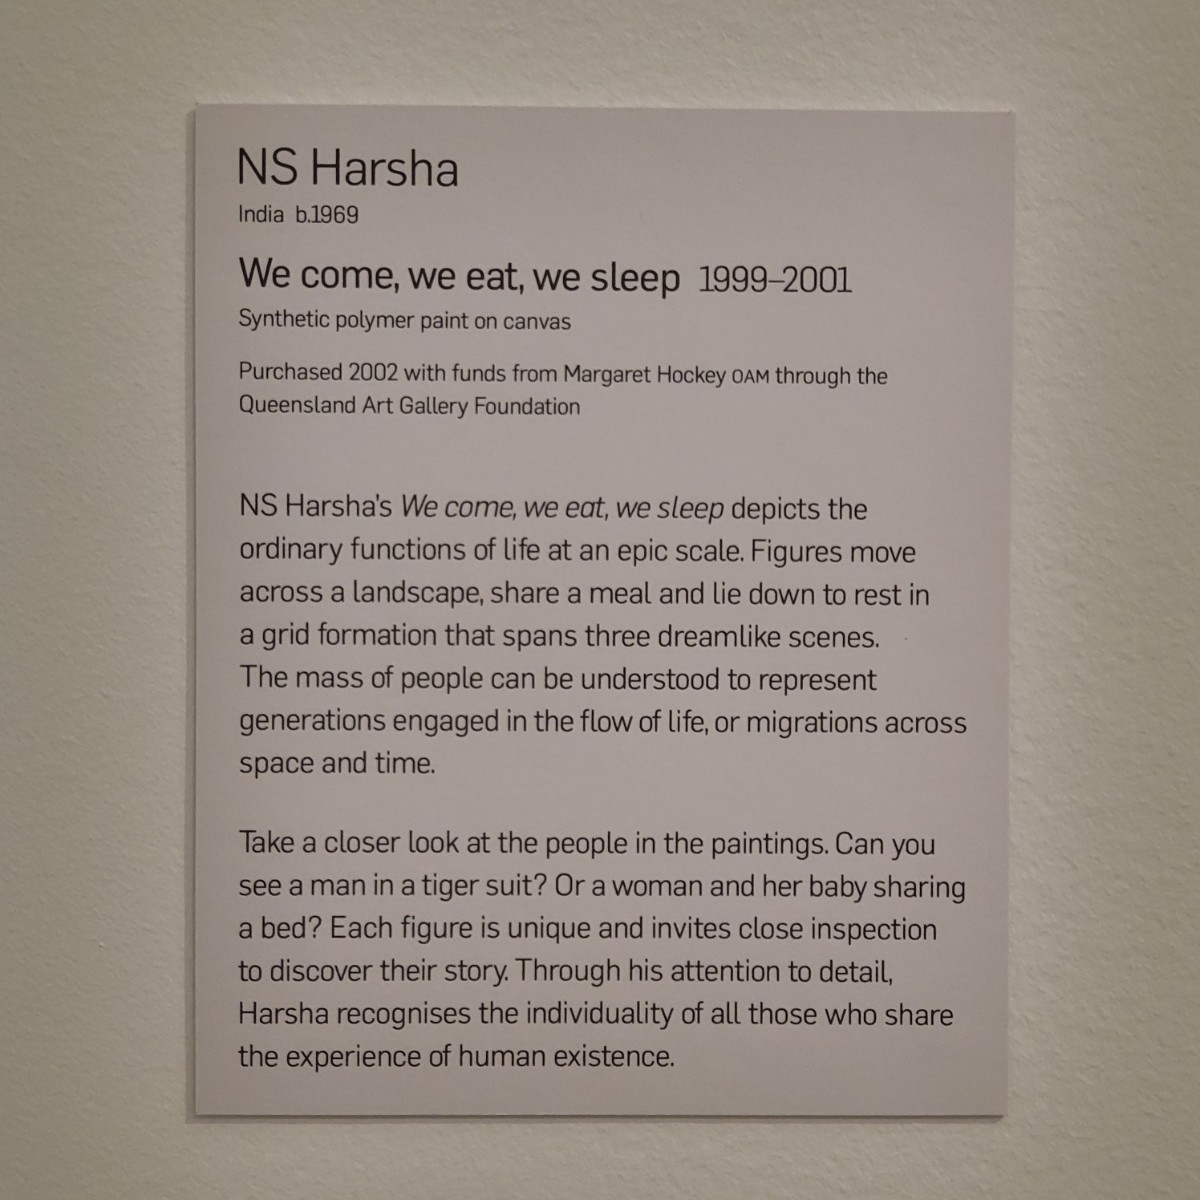 NS Harsha
India b.1969
We come, we eat, we sleep 1999–2001
Synthetic polymer paint on canvas
Purchased 2002 with funds from Margaret Hockey OAM through the
Queensland Art Gallery Foundation
NS Harsha's We come, we eat, we sleep depicts the
ordinary functions of life at an epic scale. Figures move
across a landscape, share a meal and lie down to rest in
a grid formation that spans three dreamlike scenes.
The mass of people can be understood to represent
generations engaged in the flow of life, or migrations across
space and time.
Take a closer look at the people in the paintings. Can you
see a man in a tiger suit? Or a woman and her baby sharing
a bed? Each figure is unique and invites close inspection
to discover their story. Through his attention to detail,
Harsha recognises the individuality of all those who share
the experience of human existence.